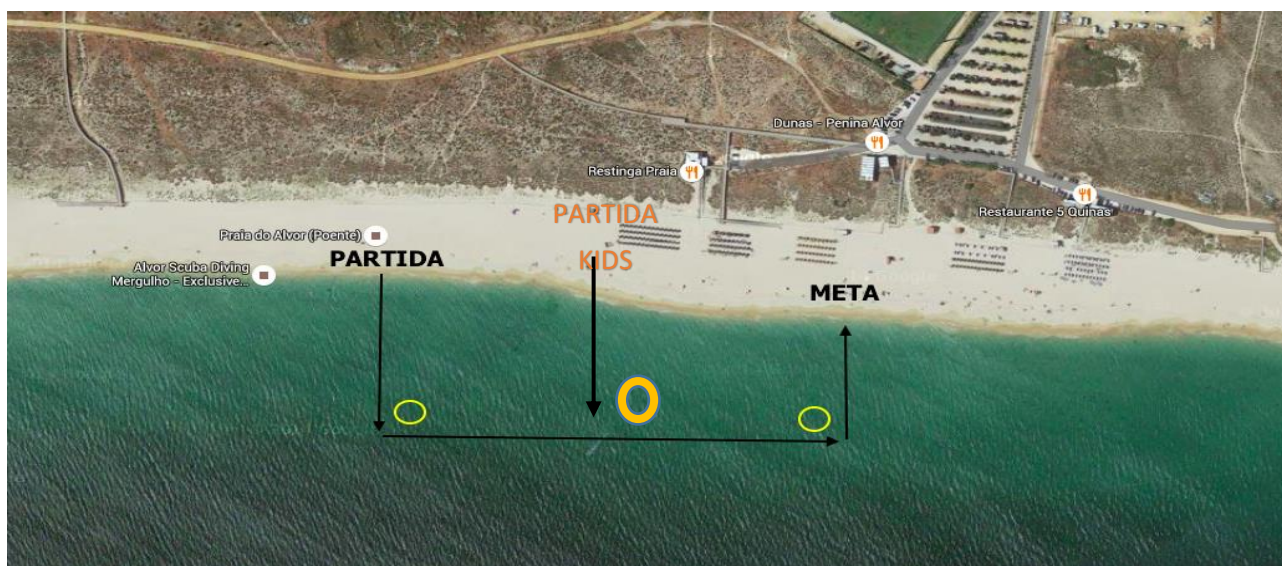 Dunas - Penina Alvor
Restinga Praia
Restaurante 5 Quinas
PARTIDA
KIDS
Praia do Alvor (Poente)
PARTIDA
Alvor Scuba Diving
Mergulho - Exclusive...
META